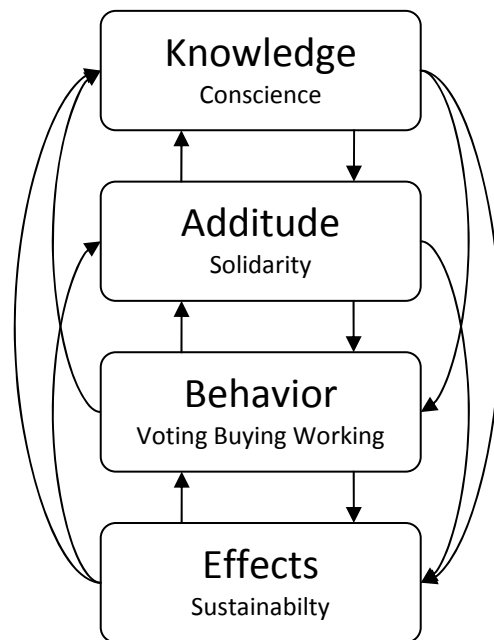 Knowledge
Conscience
Additude
Solidarity
Behavior
Voting Buying Working
Effects
Sustainabilty